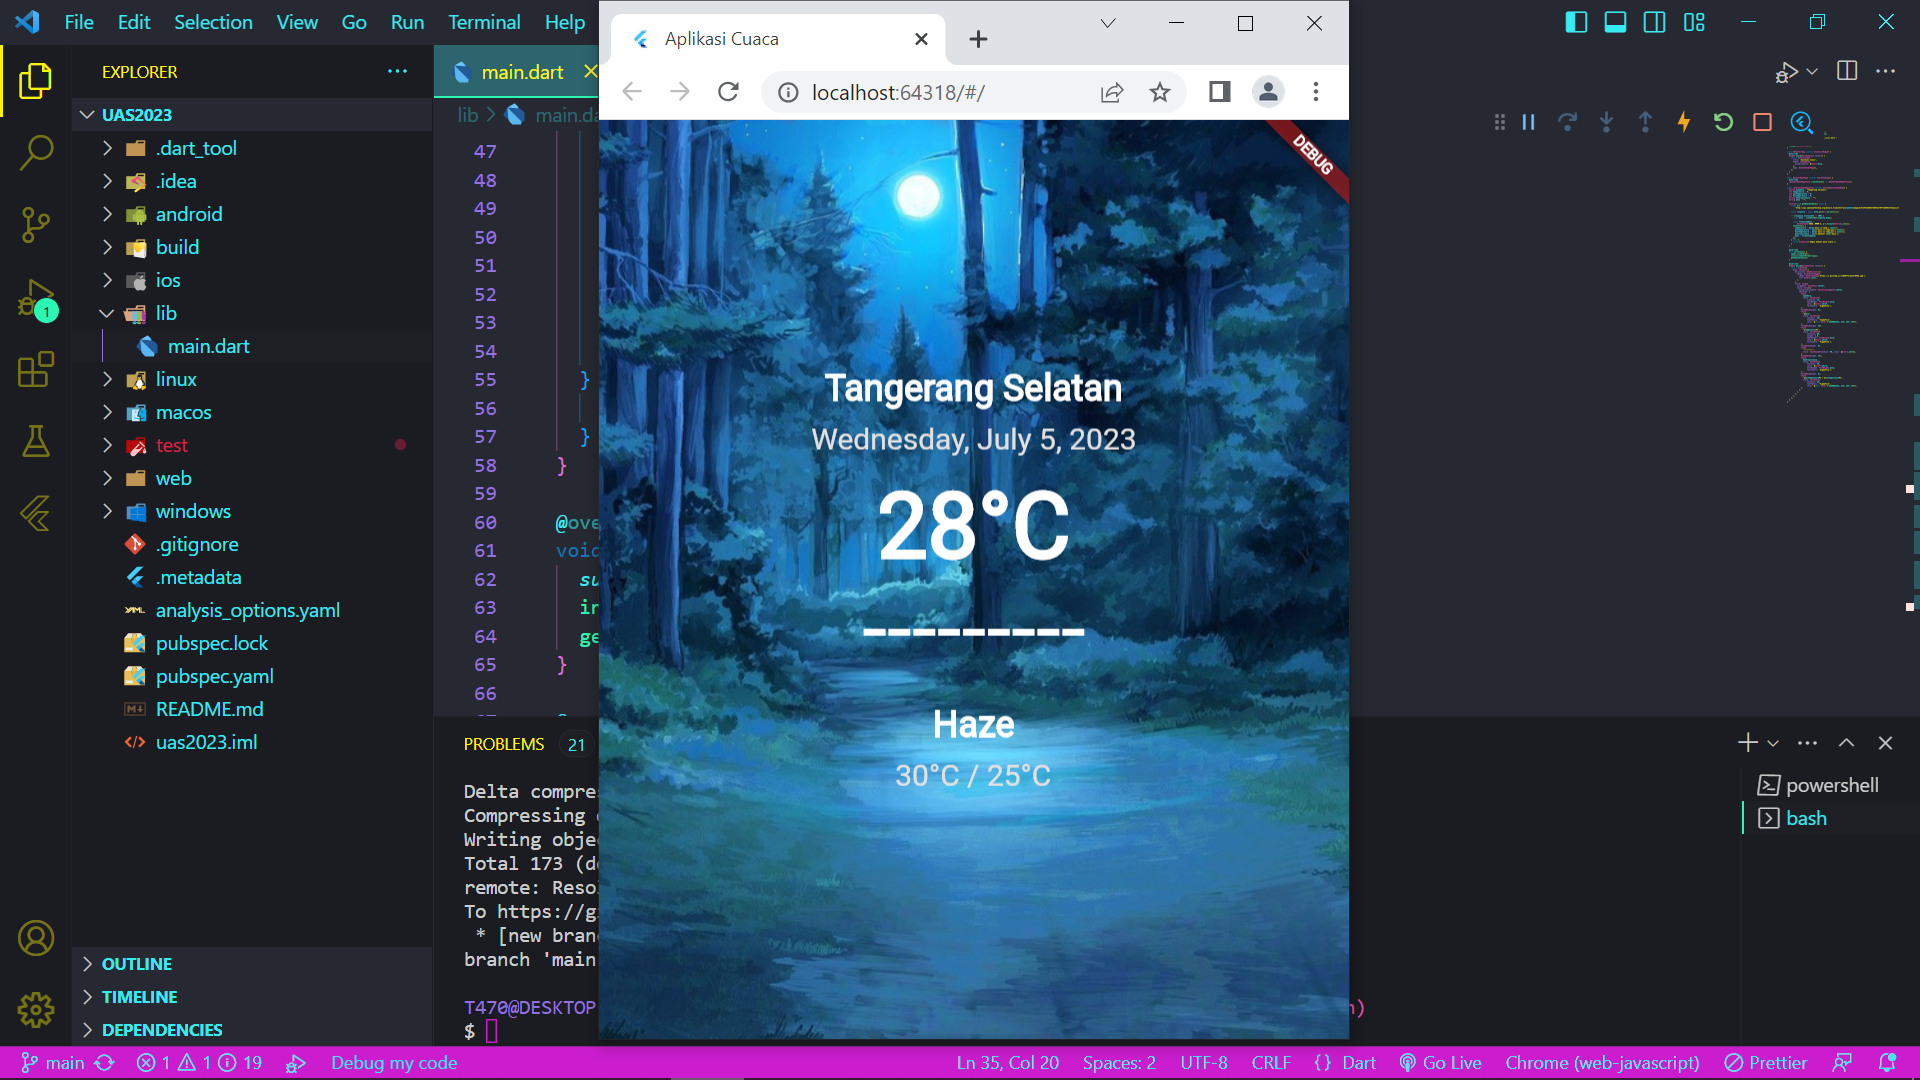 File Edit Selection View Go Run Terminal Help
EXPLORER
UAS2023
.dart_tool
.idea
android
build
ios
lib
main.dart
linux
macos
test
web
windows
.gitignore
.metadata
analysis_options.yaml
pubspec.lock
pubspec.yaml
README.md
uas2023.iml
OUTLINE
TIMELINE
DEPENDENCIES
1
main.dart
lib > main.da
47
48
49
50
51
52
53
54
55 }
56
57 }
58 }
59
60 @ove
61 void
62 su
63 in
64 ge
65 }
66
Aplikasi Cuaca
localhost:64318/#/
DEBUG
Tangerang Selatan
Wednesday, July 5, 2023
28°C
_________
Haze
30°C / 25°C
PROBLEMS 21
Delta compres
Compressing
Writing obje
Total 173 (de
remote: Reso
To https://g
* [new bran
branch 'main
T470@DESKTOP )
$
powershell
bash
main 1 1 19 Debug my code Ln 35, Col 20 Spaces: 2 UTF-8 CRLF {} Dart Go Live Chrome (web-javascript) Prettier